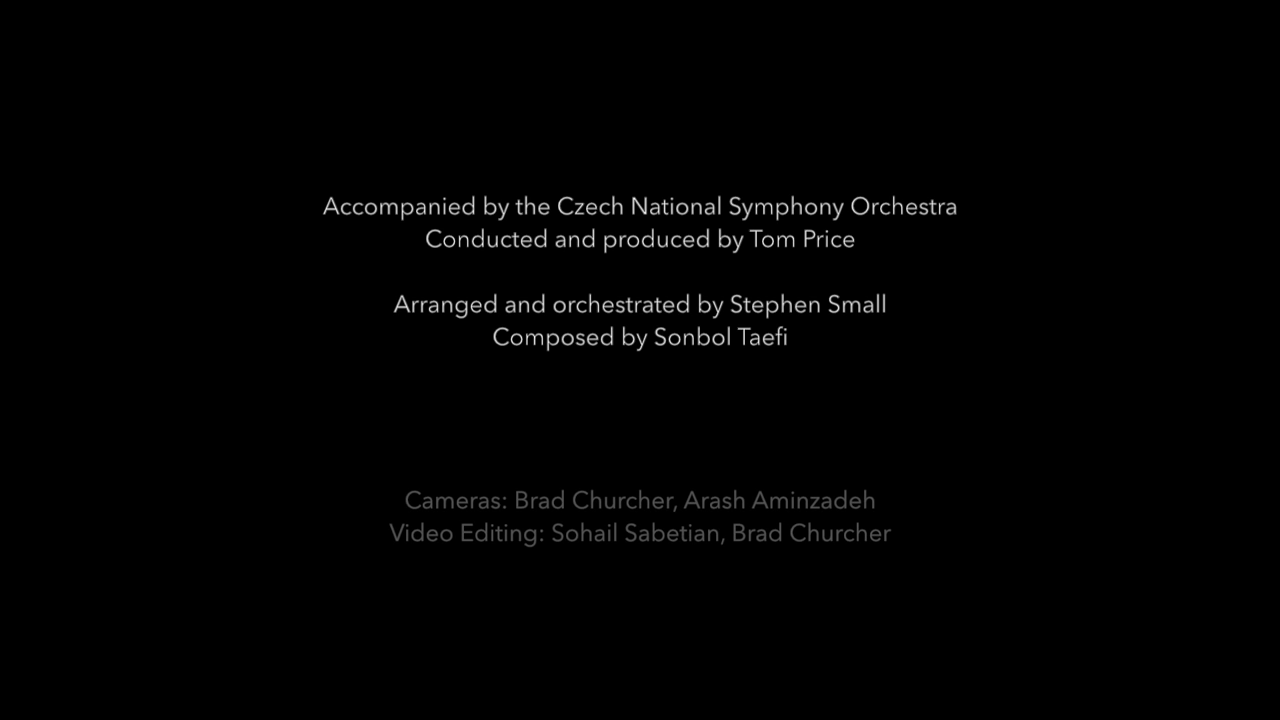 Accompanied by the Czech National Symphony Orchestra
Conducted and produced by Tom Price
Arranged and orchestrated by Stephen Small
Composed by Sonbol Taefi
Cameras: Brad Churcher, Arash Aminzadeh
Video Editing: Sohail Sabetian, Brad Churcher